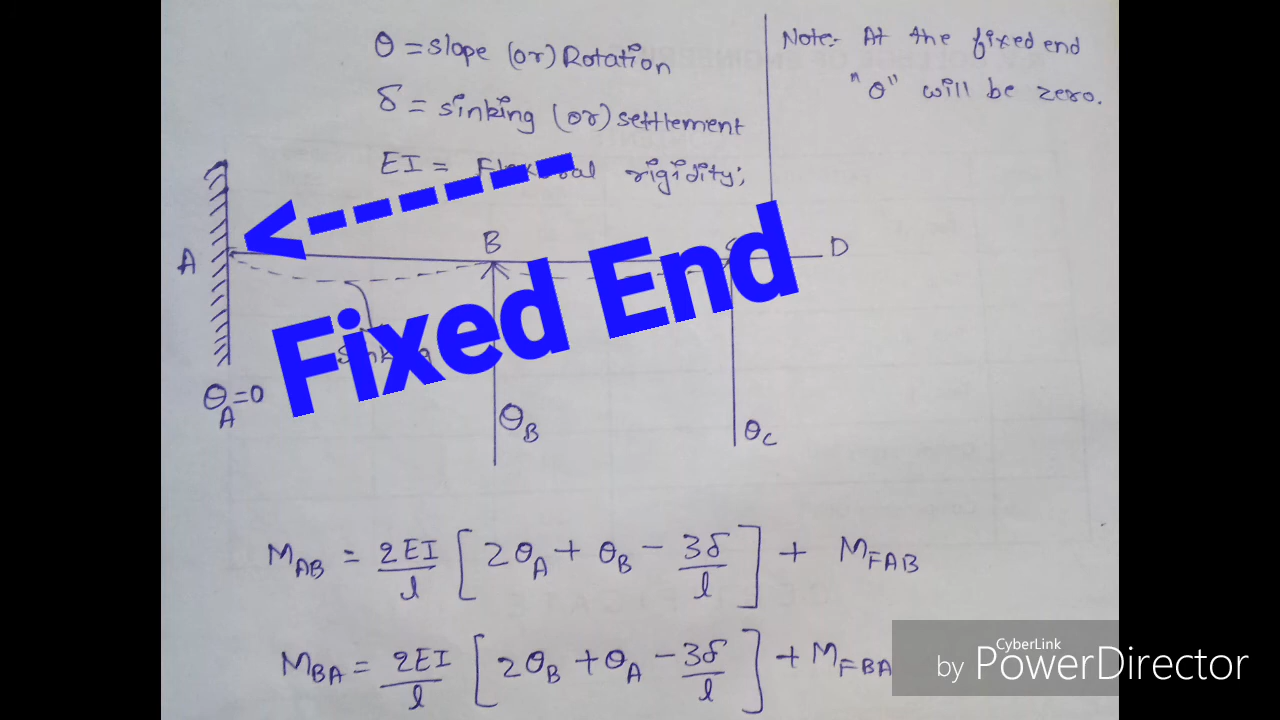 θ = slope (or) Rotation
δ = sinking (or) settlement
EI = Flexural rigidity;
Note:- At the fixed end
"θ" will be zero.
A
B
D
Fixed End
θA=0
θB
θC
MAB = 2EI/l [ 2θA + θB - 3δ/l ] + MFAB
MBA = 2EI/l [ 2θB + θA - 3δ/l ] + MFBA
CyberLink
by PowerDirector